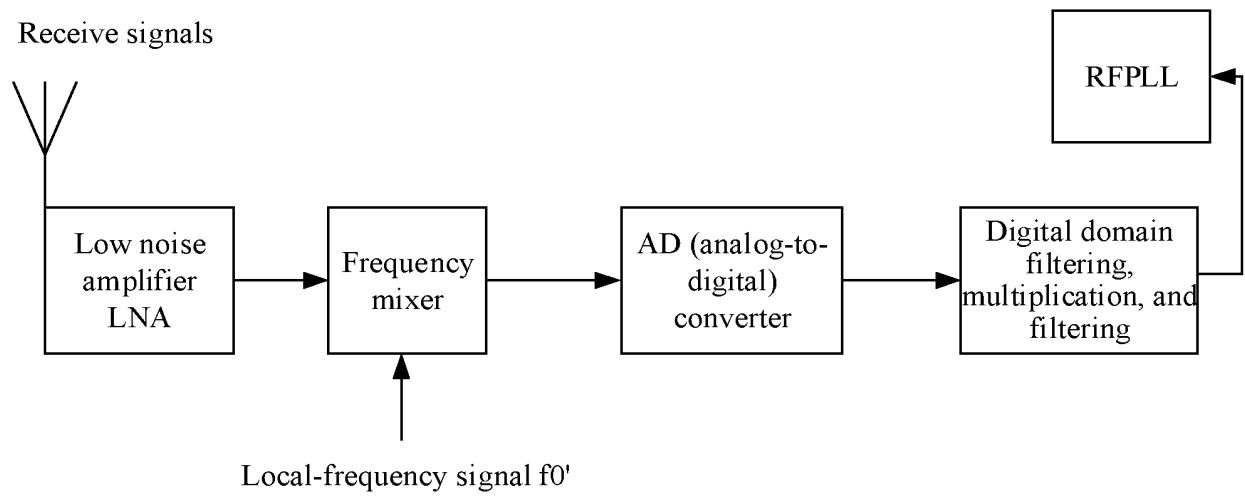 Receive signals
RFPLL
Low noise
amplifier
LNA
Frequency
mixer
AD (analog-to-
digital)
converter
Digital domain
filtering,
multiplication, and
filtering
Local-frequency signal f0'